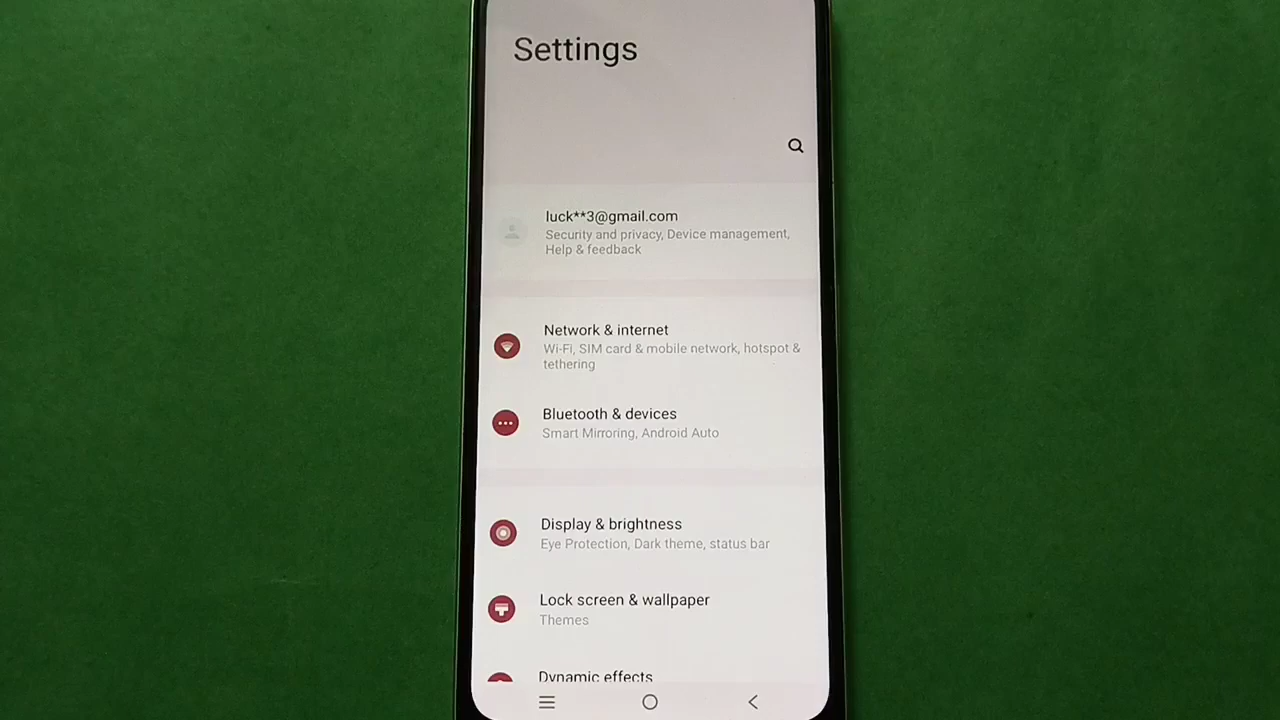 Settings
luck**3@gmail.com
Security and privacy, Device management,
Help & feedback
Network & internet
Wi-Fi, SIM card & mobile network, hotspot &
tethering
Bluetooth & devices
Smart Mirroring, Android Auto
Display & brightness
Eye Protection, Dark theme, status bar
Lock screen & wallpaper
Themes
Dynamic effects